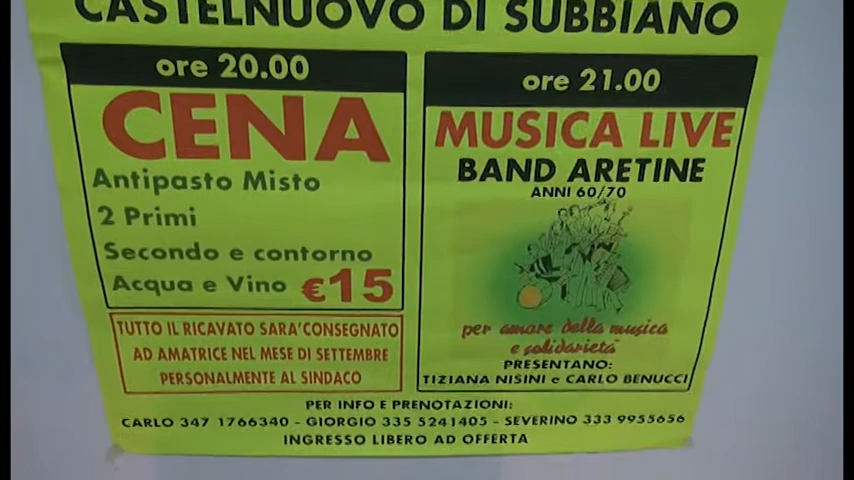 CASTELNUOVO DI SUBBIANO
ore 20.00
CENA
Antipasto Misto
2 Primi
Secondo e contorno
Acqua e Vino €15
TUTTO IL RICAVATO SARA' CONSEGNATO
AD AMATRICE NEL MESE DI SETTEMBRE
PERSONALMENTE AL SINDACO
ore 21.00
MUSICA LIVE
BAND ARETINE
ANNI 60/70
per amore della musica
e solidarietà
PRESENTANO:
TIZIANA NISINI e CARLO BENUCCI
PER INFO E PRENOTAZIONI:
CARLO 347 1766340 - GIORGIO 335 5241405 - SEVERINO 333 9955656
INGRESSO LIBERO AD OFFERTA